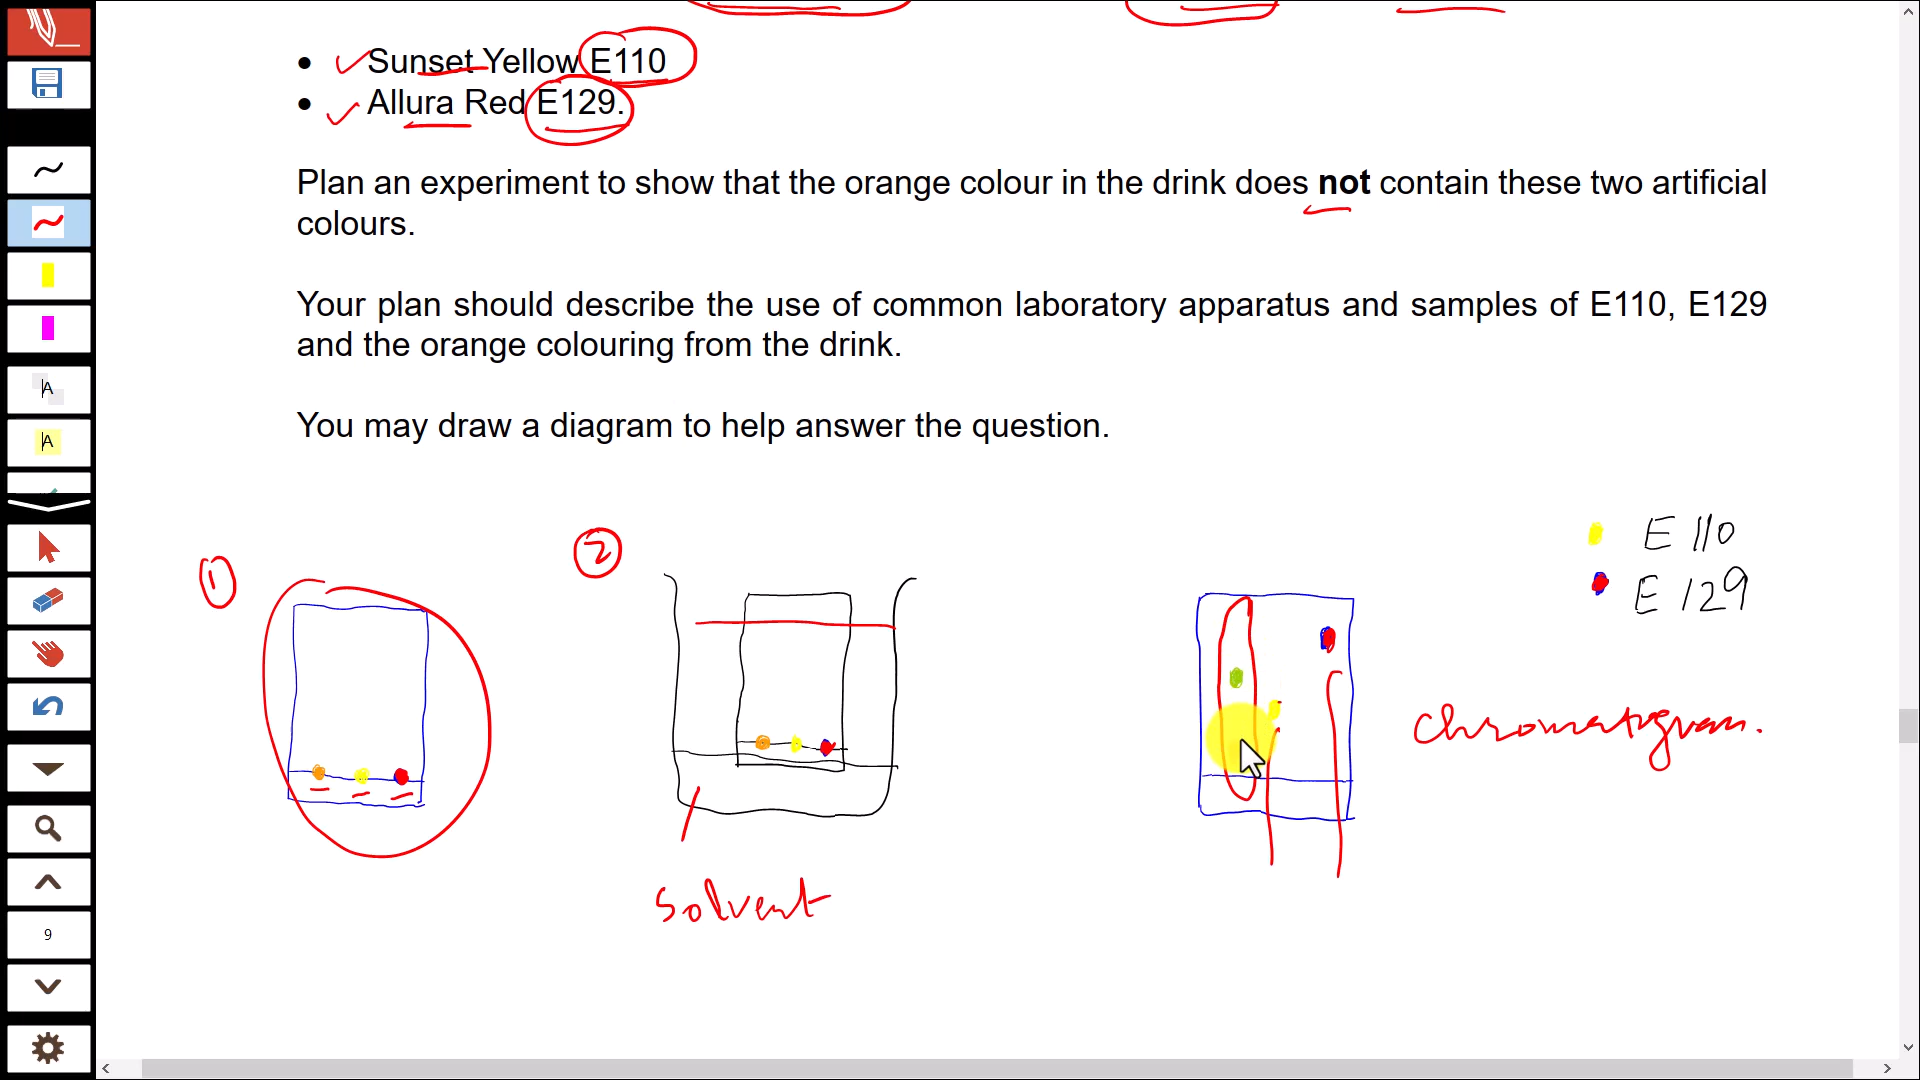 • Sunset Yellow E110
• Allura Red E129.
Plan an experiment to show that the orange colour in the drink does not contain these two artificial
colours.
Your plan should describe the use of common laboratory apparatus and samples of E110, E129
and the orange colouring from the drink.
You may draw a diagram to help answer the question.
1
2
E 110
E 129
chromatogram.
solvent
A
A
9